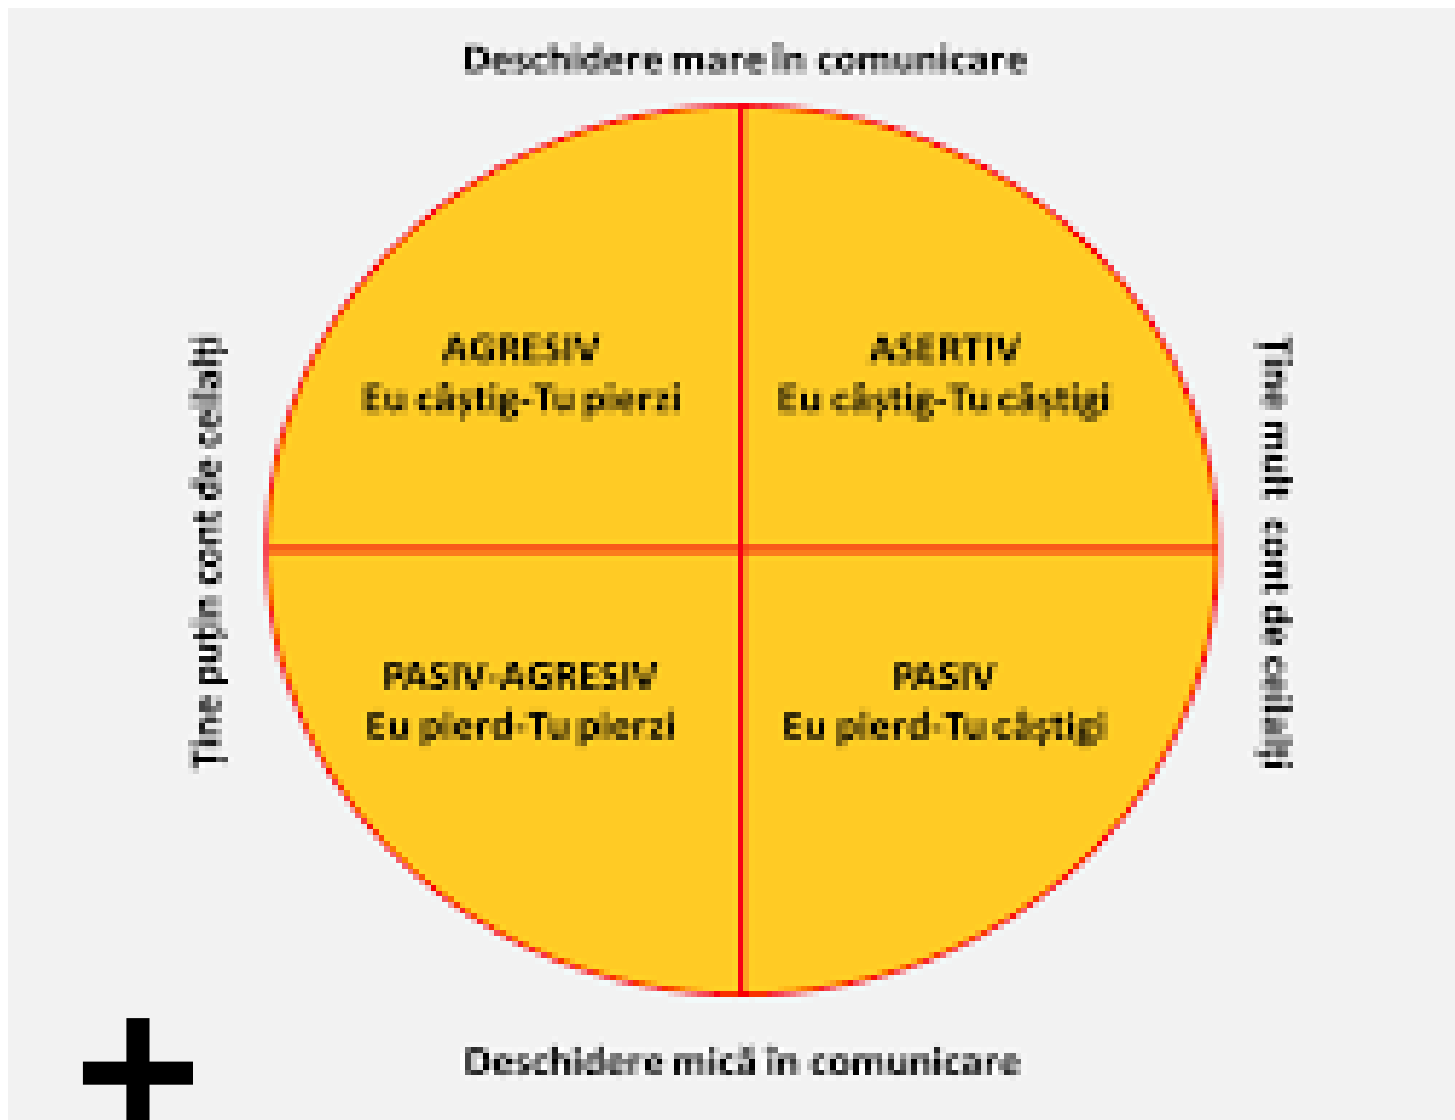 Deschidere mare în comunicare
Ține puțin cont de ceilalți
AGRESIV
Eu câștig-Tu pierzi
ASERTIV
Eu câștig-Tu câștigi
Ține mult cont de ceilalți
PASIV-AGRESIV
Eu pierd-Tu pierzi
PASIV
Eu pierd-Tu câștigi
Deschidere mică în comunicare